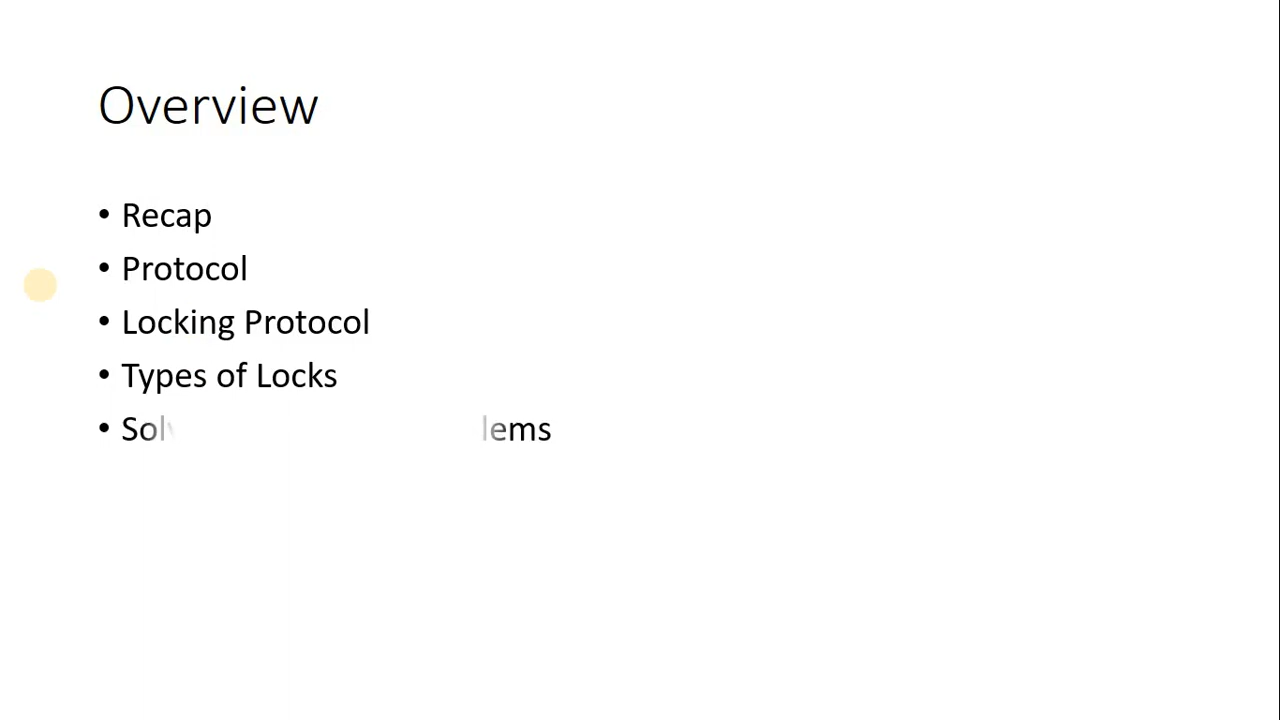 Overview
• Recap
• Protocol
• Locking Protocol
• Types of Locks
•